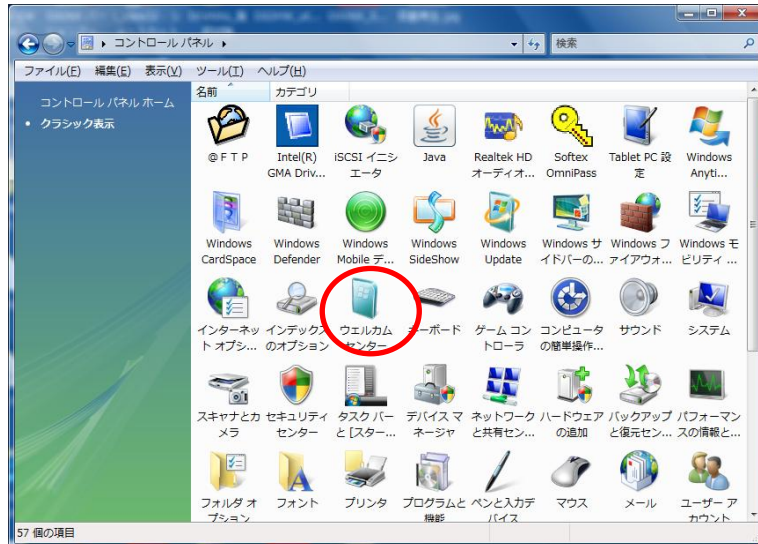 コントロール パネル
検索
ファイル(F) 編集(E) 表示(V) ツール(T) ヘルプ(H)
コントロール パネル ホーム
クラシック表示
名前 カテゴリ
@ＦＴＰ
Intel(R)
GMA Driv...
iSCSI イニシ
エータ
Java
Realtek HD
オーディオ...
Softex
OmniPass
Tablet PC 設
定
Windows
Anyti...
Windows
CardSpace
Windows
Defender
Windows
Mobile デ...
Windows
SideShow
Windows
Update
Windows サ
イドバーの...
Windows フ
ァイアウォ...
Windows モ
ビリティ ...
インターネッ
ト オプシ...
インデックス
のオプション
ウェルカム
センター
キーボード
ゲーム コン
トローラ
コンピュータ
の簡単操作...
サウンド
システム
スキャナとカ
メラ
セキュリティ
センター
タスク バー
と [スター...
デバイス マ
ネージャ
ネットワーク
と共有セン...
ハードウェア
の追加
バックアップ
と復元セン...
パフォーマン
スの情報と...
フォルダ オ
プション
フォント
プリンタ
プログラムと
機能
ペンと入力デ
バイス
マウス
メール
ユーザー ア
カウント
57 個の項目